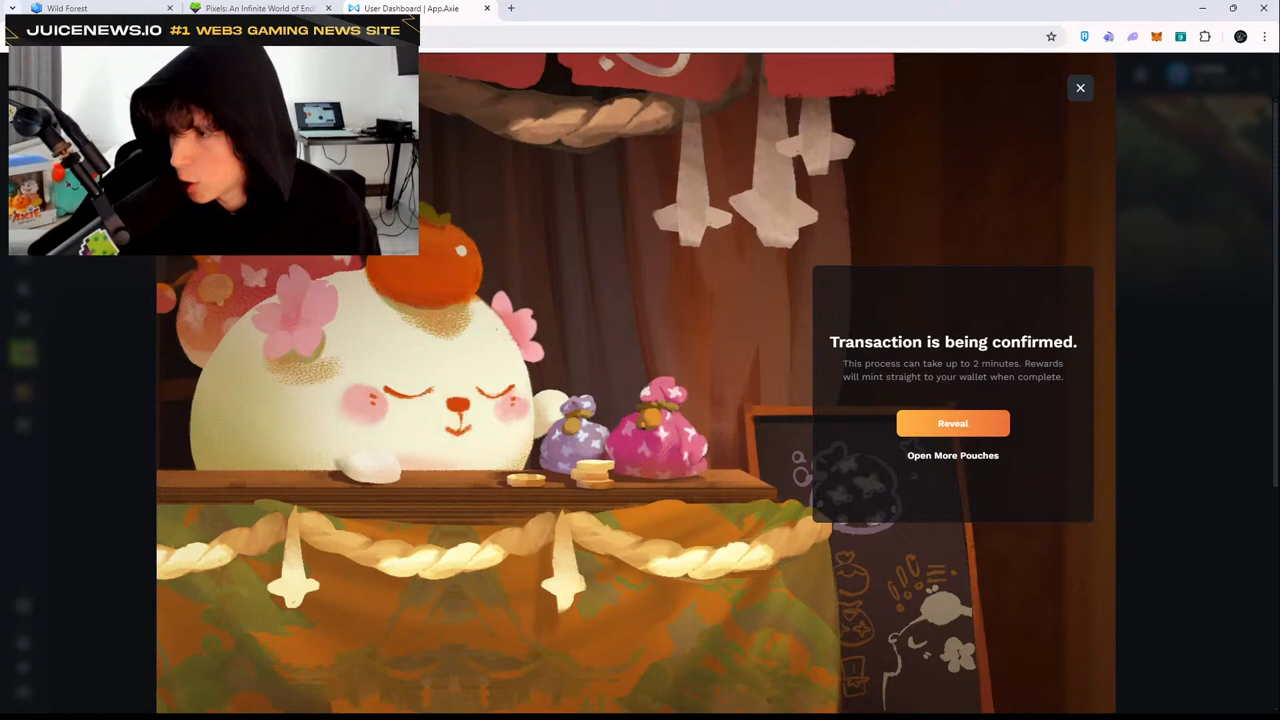 Wild Forest
Pixels: An Infinite World of End
User Dashboard | App.Axie
JUICENEWS.IO #1 WEB3 GAMING NEWS SITE
Transaction is being confirmed.
This process can take up to 2 minutes. Rewards
will mint straight to your wallet when complete.
Reveal
Open More Pouches